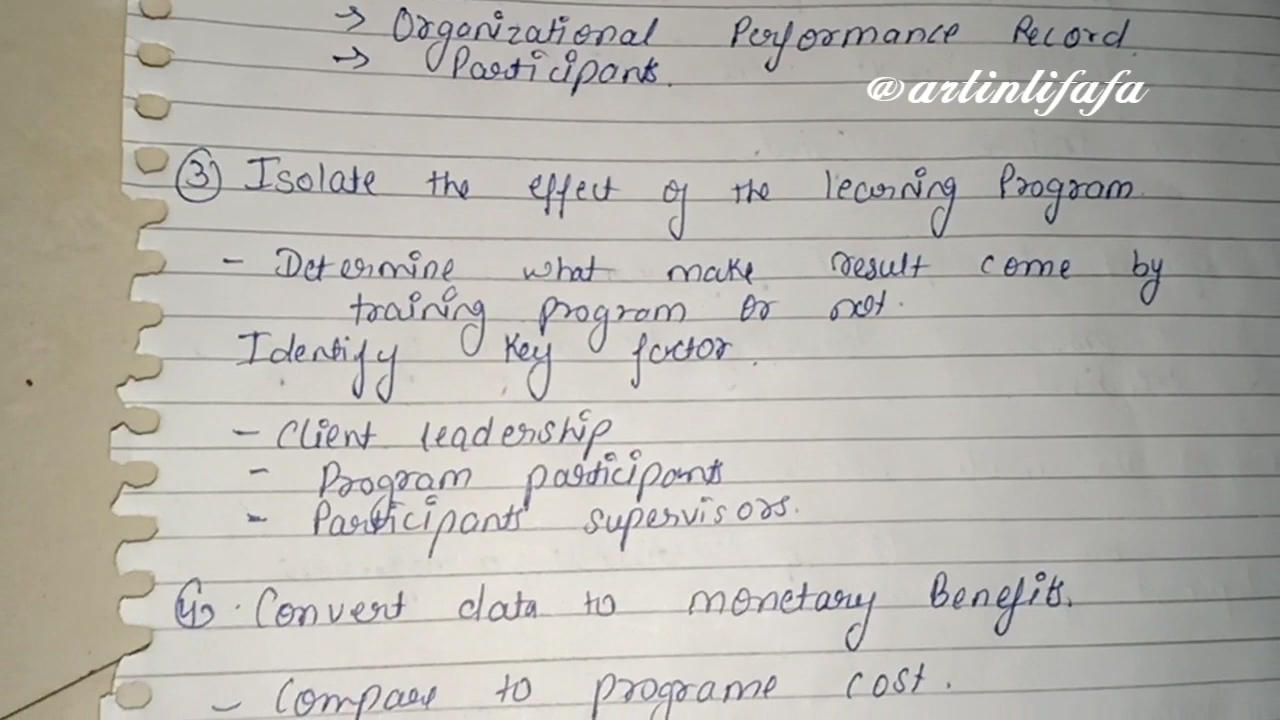 → Organizational Performance Record
→ Participants.
@artinlifafa
③ Isolate the effect of the learning Program
- Determine what make result come by
training program or not.
Identify Key factor.
- Client leadership
- Program participants
- Participants supervisors.
④. Convert data to monetary Benefits.
- Compare to programe cost.